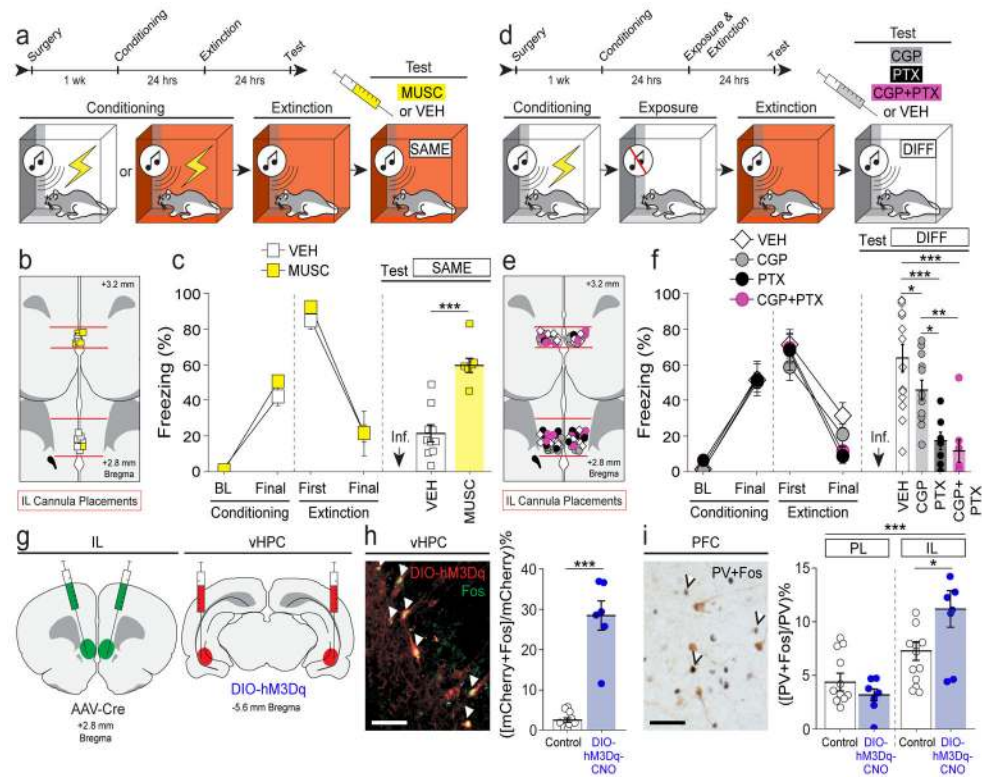 a
Surgery
Conditioning
Extinction
Test
1 wk
24 hrs
24 hrs
Test
MUSC
or VEH
Conditioning
Extinction
or
SAME
d
Surgery
Conditioning
Exposure &
Extinction
Test
1 wk
24 hrs
24 hrs
Test
CGP
PTX
CGP+PTX
or VEH
Conditioning
Exposure
Extinction
DIFF
b
+3.2 mm
+2.8 mm
Bregma
IL Cannula Placements
c
VEH
MUSC
Test
SAME
***
Freezing (%)
100
80
60
40
20
0
Inf.
BL
Final
First
Final
Conditioning
Extinction
VEH
MUSC
e
+3.2 mm
+2.8 mm
Bregma
IL Cannula Placements
f
VEH
CGP
PTX
CGP+PTX
Test
DIFF
***
***
*
**
*
Freezing (%)
100
80
60
40
20
0
Inf.
BL
Final
First
Final
Conditioning
Extinction
VEH
CGP
PTX
CGP+
PTX
g
IL
vHPC
AAV-Cre
+2.8 mm
Bregma
DIO-hM3Dq
-5.6 mm Bregma
h
vHPC
DIO-hM3Dq
Fos
([mCherry+Fos]/mCherry)%
40
30
20
10
0
***
Control
DIO-
hM3Dq-
CNO
i
PFC
PV+Fos
([PV+Fos]/PV)%
15
10
5
0
***
PL
IL
*
Control
DIO-
hM3Dq-
CNO
Control
DIO-
hM3Dq-
CNO